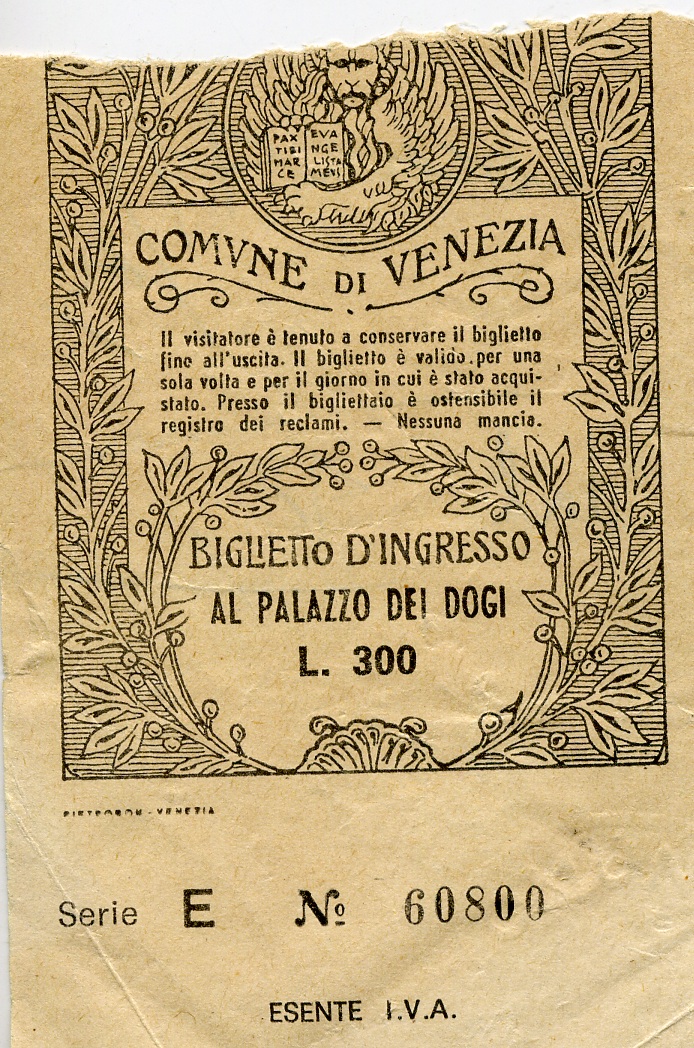 PAX
TIBI
MAR
CE
EVA
NGE
LISTA
MEVS
COMVNE DI VENEZIA
Il visitatore è tenuto a conservare il biglietto
fino all'uscita. Il biglietto è valido per una
sola volta e per il giorno in cui è stato acqui-
stato. Presso il bigliettaio è ostensibile il
registro dei reclami. — Nessuna mancia.
BIGLIETTO D'INGRESSO
AL PALAZZO DEI DOGI
L. 300
PIETROBON - VENEZIA
Serie E Nº 60800
ESENTE I.V.A.